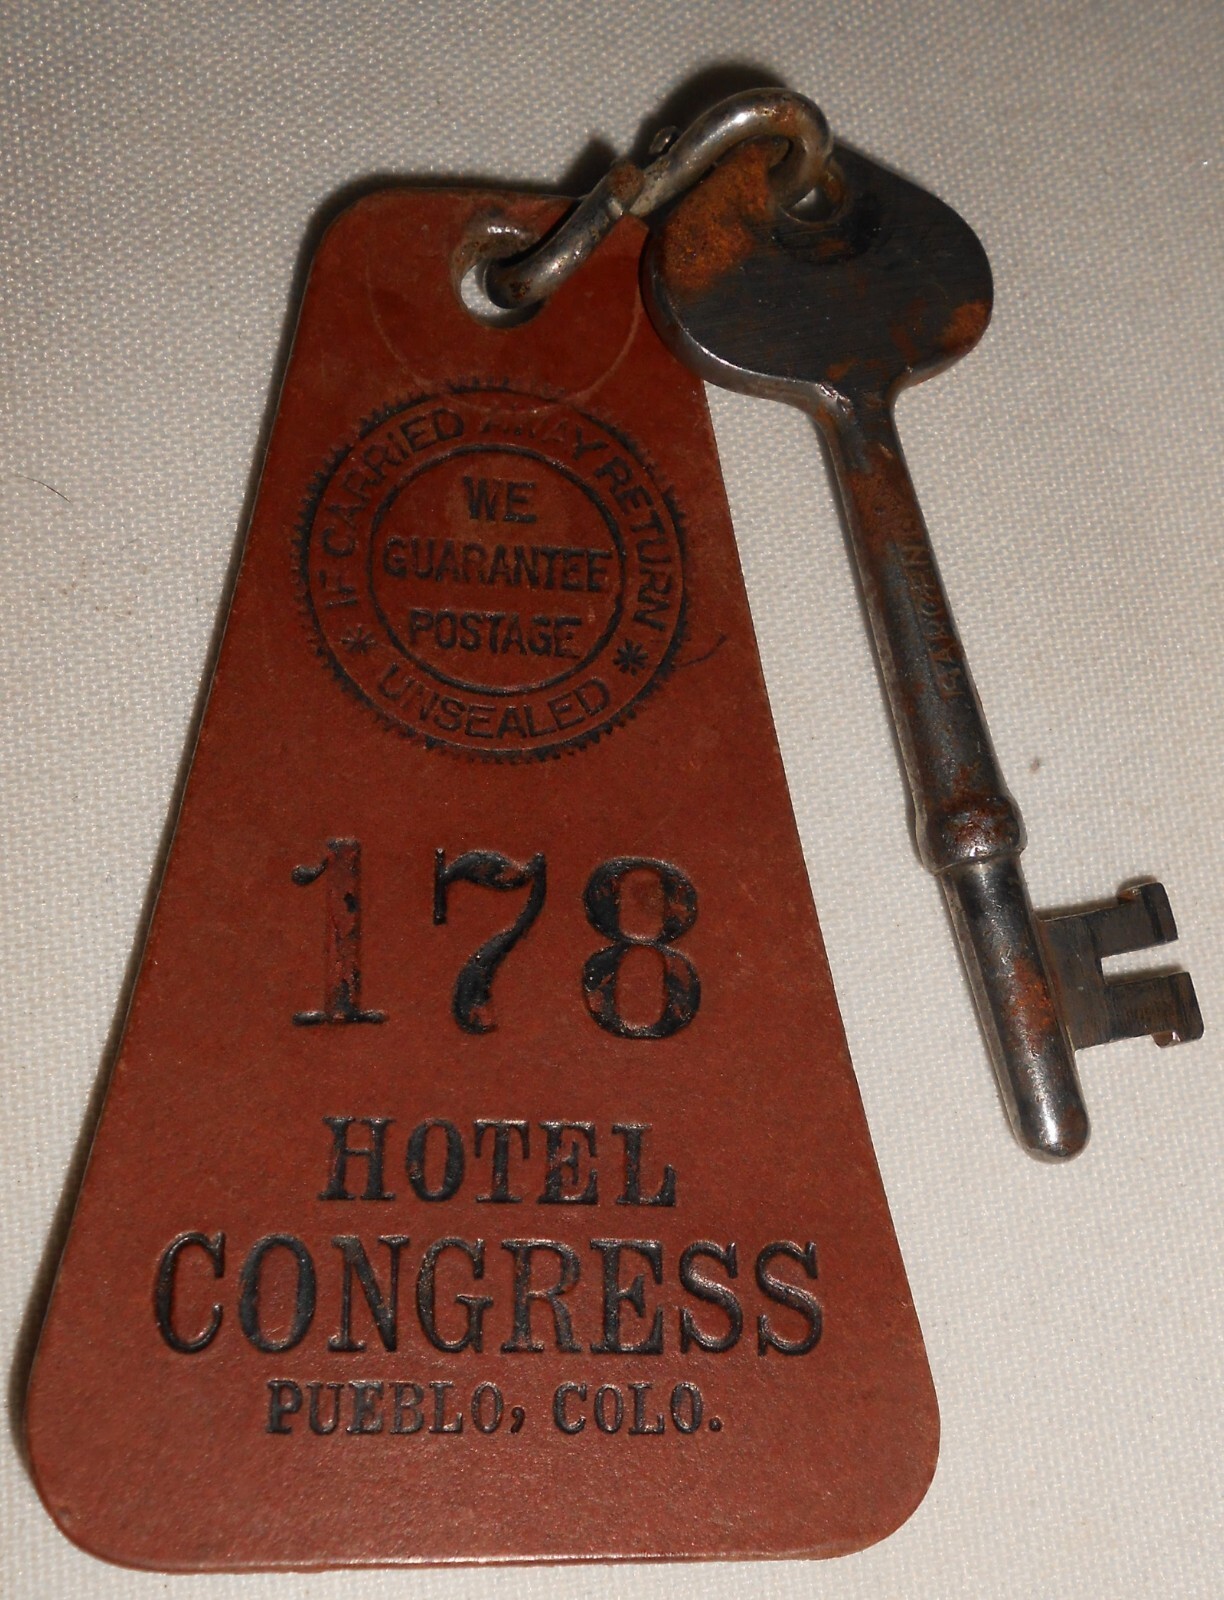 IF CARRiED AWAY RETURN
WE
GUARANTEE
POSTAGE
* UNSEALED *
178
HOTEL
CONGRESS
PUEBLO, COLO.